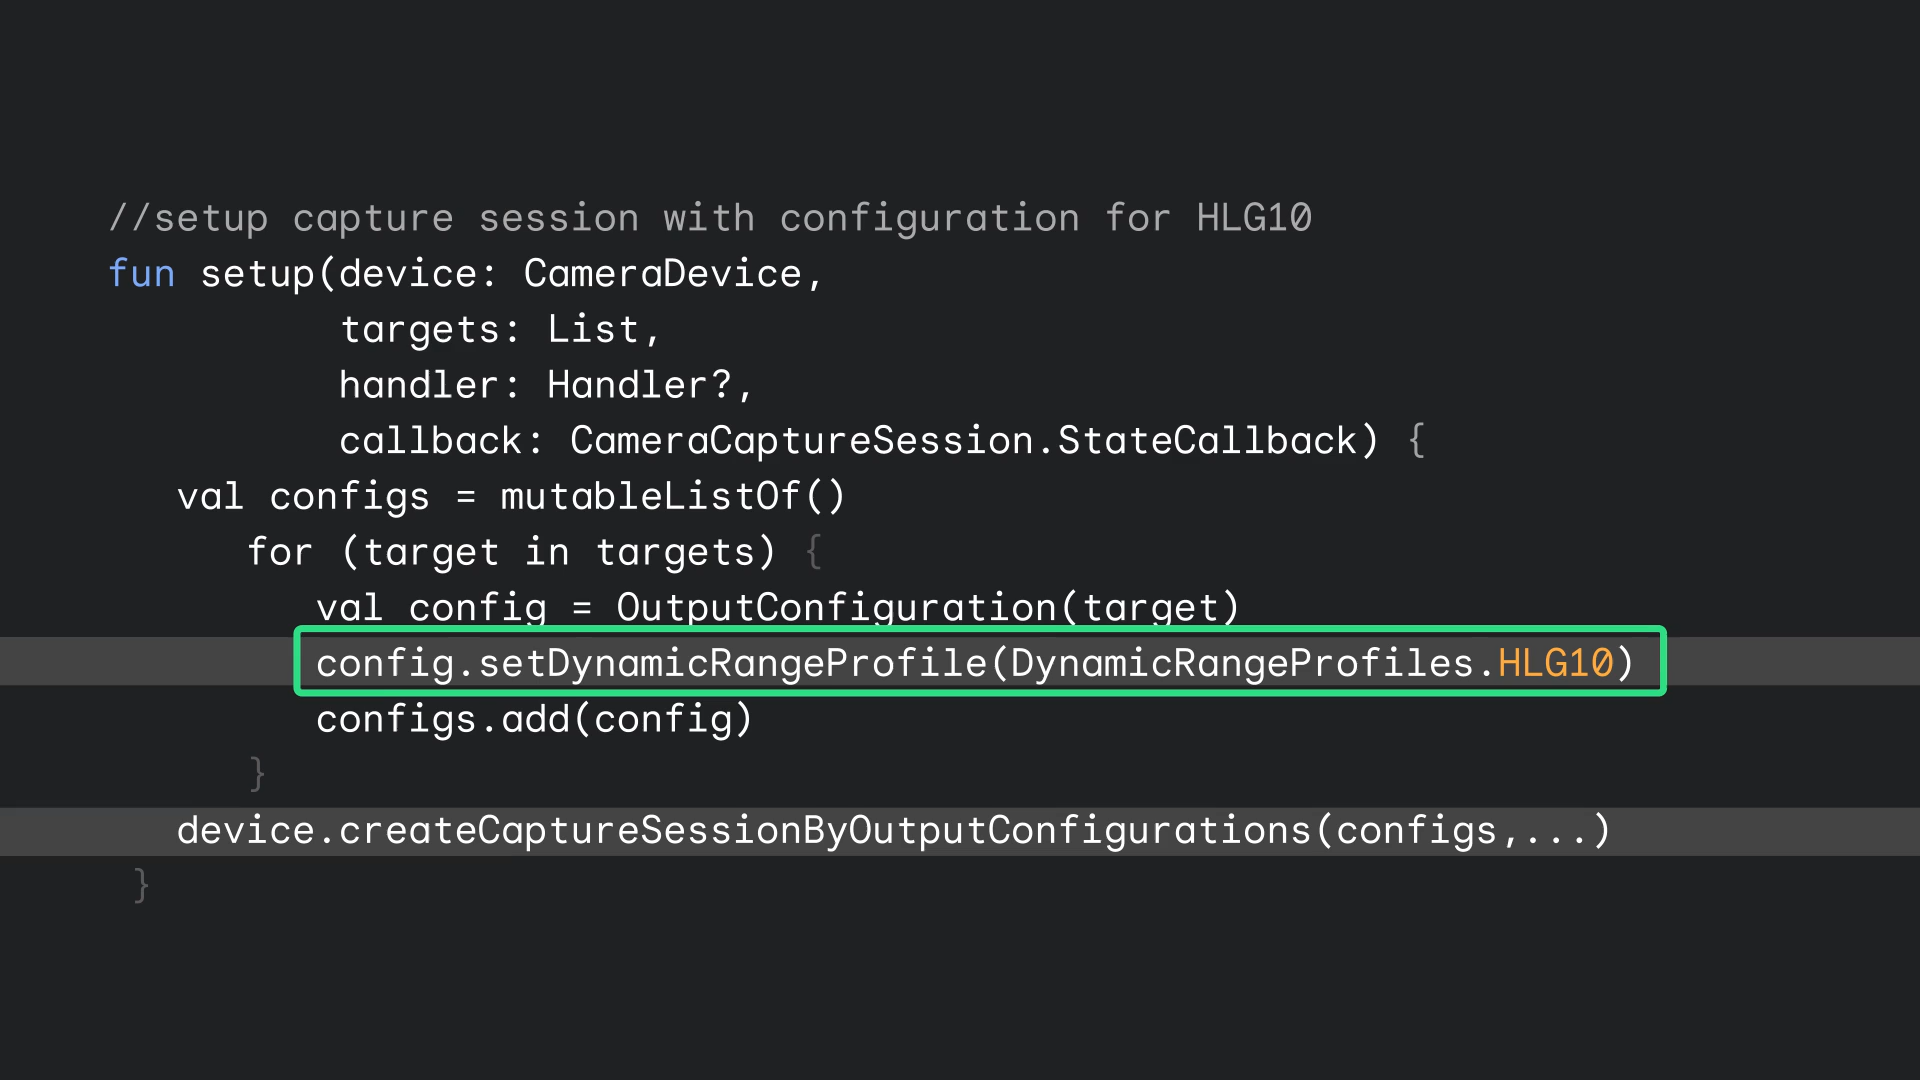 //setup capture session with configuration for HLG10
fun setup(device: CameraDevice,
targets: List,
handler: Handler?,
callback: CameraCaptureSession.StateCallback) {
val configs = mutableListOf()
for (target in targets) {
val config = OutputConfiguration(target)
config.setDynamicRangeProfile(DynamicRangeProfiles.HLG10)
configs.add(config)
}
device.createCaptureSessionByOutputConfigurations(configs,...)
}